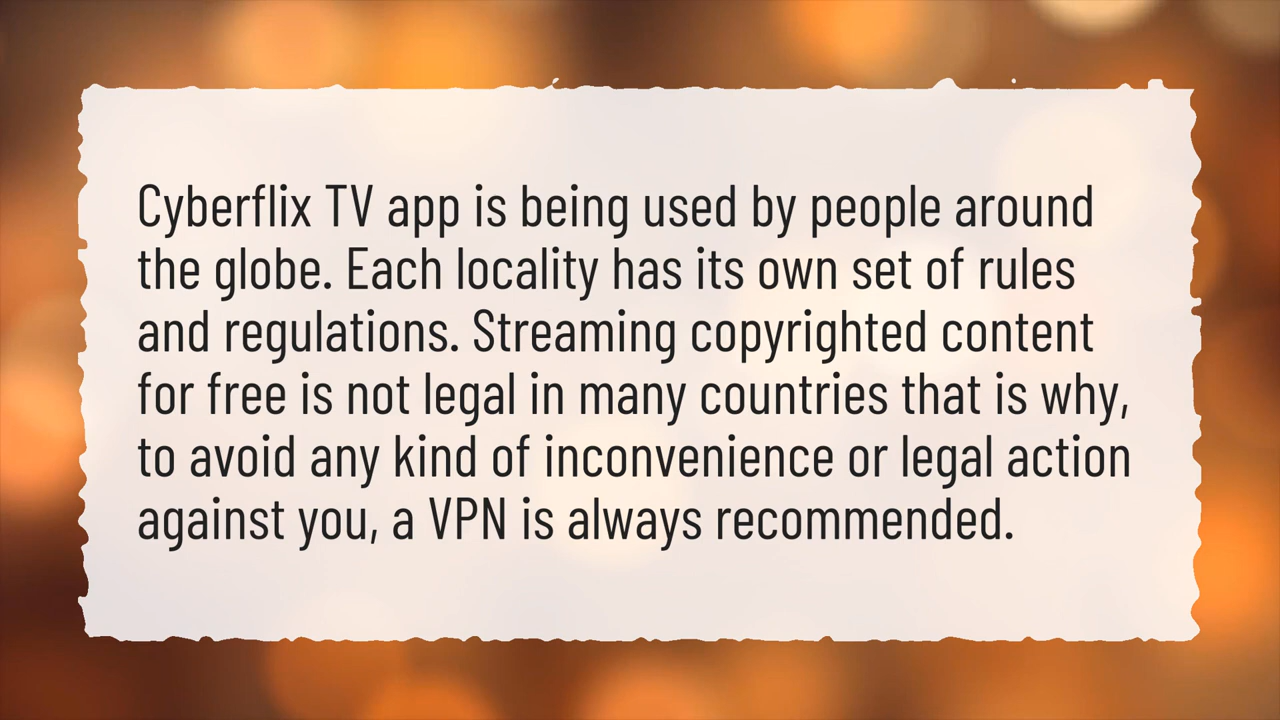 Cyberflix TV app is being used by people around
the globe. Each locality has its own set of rules
and regulations. Streaming copyrighted content
for free is not legal in many countries that is why,
to avoid any kind of inconvenience or legal action
against you, a VPN is always recommended.